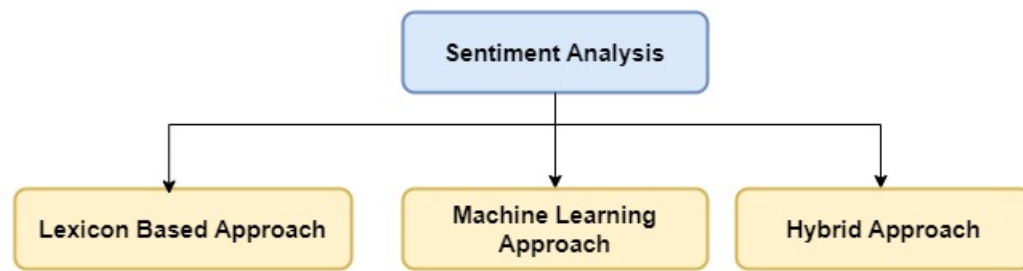 Sentiment Analysis
Lexicon Based Approach
Machine Learning
Approach
Hybrid Approach